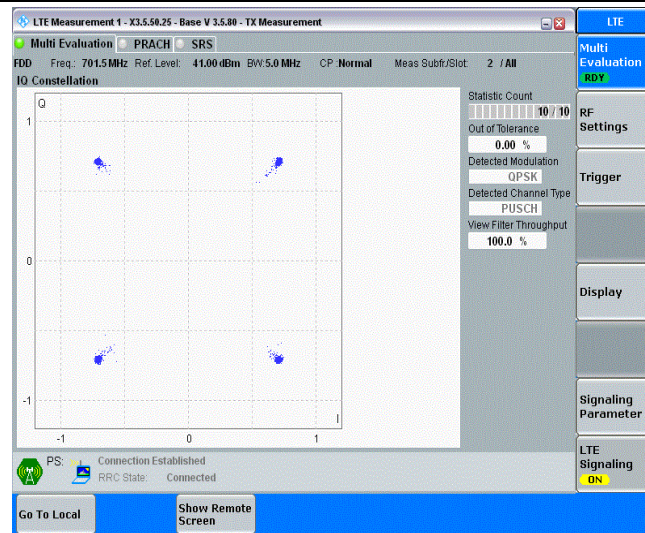 LTE Measurement 1 - X3.5.50.25 - Base V 3.5.80 - TX Measurement
LTE
Multi Evaluation PRACH SRS
FDD Freq.: 701.5 MHz Ref. Level: 41.00 dBm BW:5.0 MHz CP :Normal Meas Subfr/Slot: 2 / All
IQ Constellation
Q
1
0
-1
-1
0
1
I
Statistic Count
10 / 10
Out of Tolerance
0.00 %
Detected Modulation
QPSK
Detected Channel Type
PUSCH
View Filter Throughput
100.0 %
Multi
Evaluation
RDY
RF
Settings
Trigger
Display
Signaling
Parameter
LTE
Signaling
ON
PS: Connection Established
RRC State: Connected
Go To Local
Show Remote
Screen